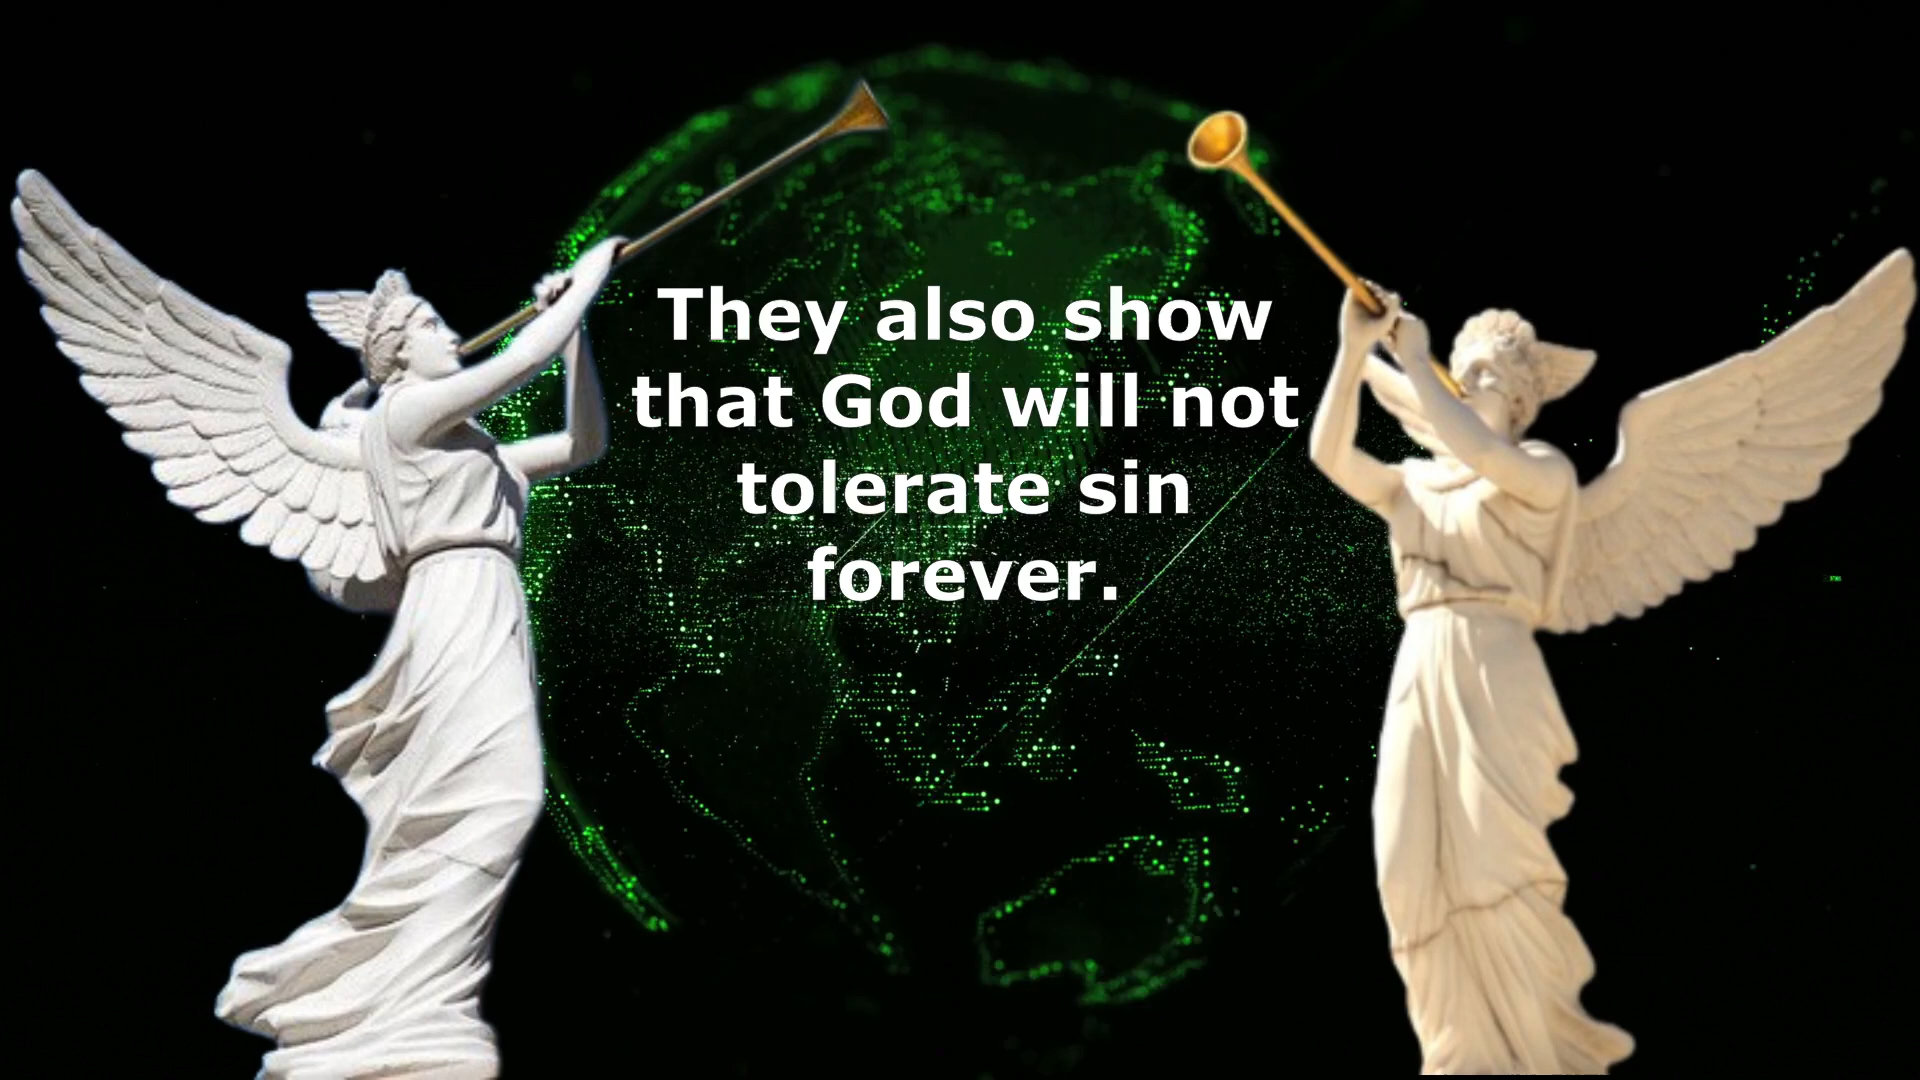 They also show
that God will not
tolerate sin
forever.